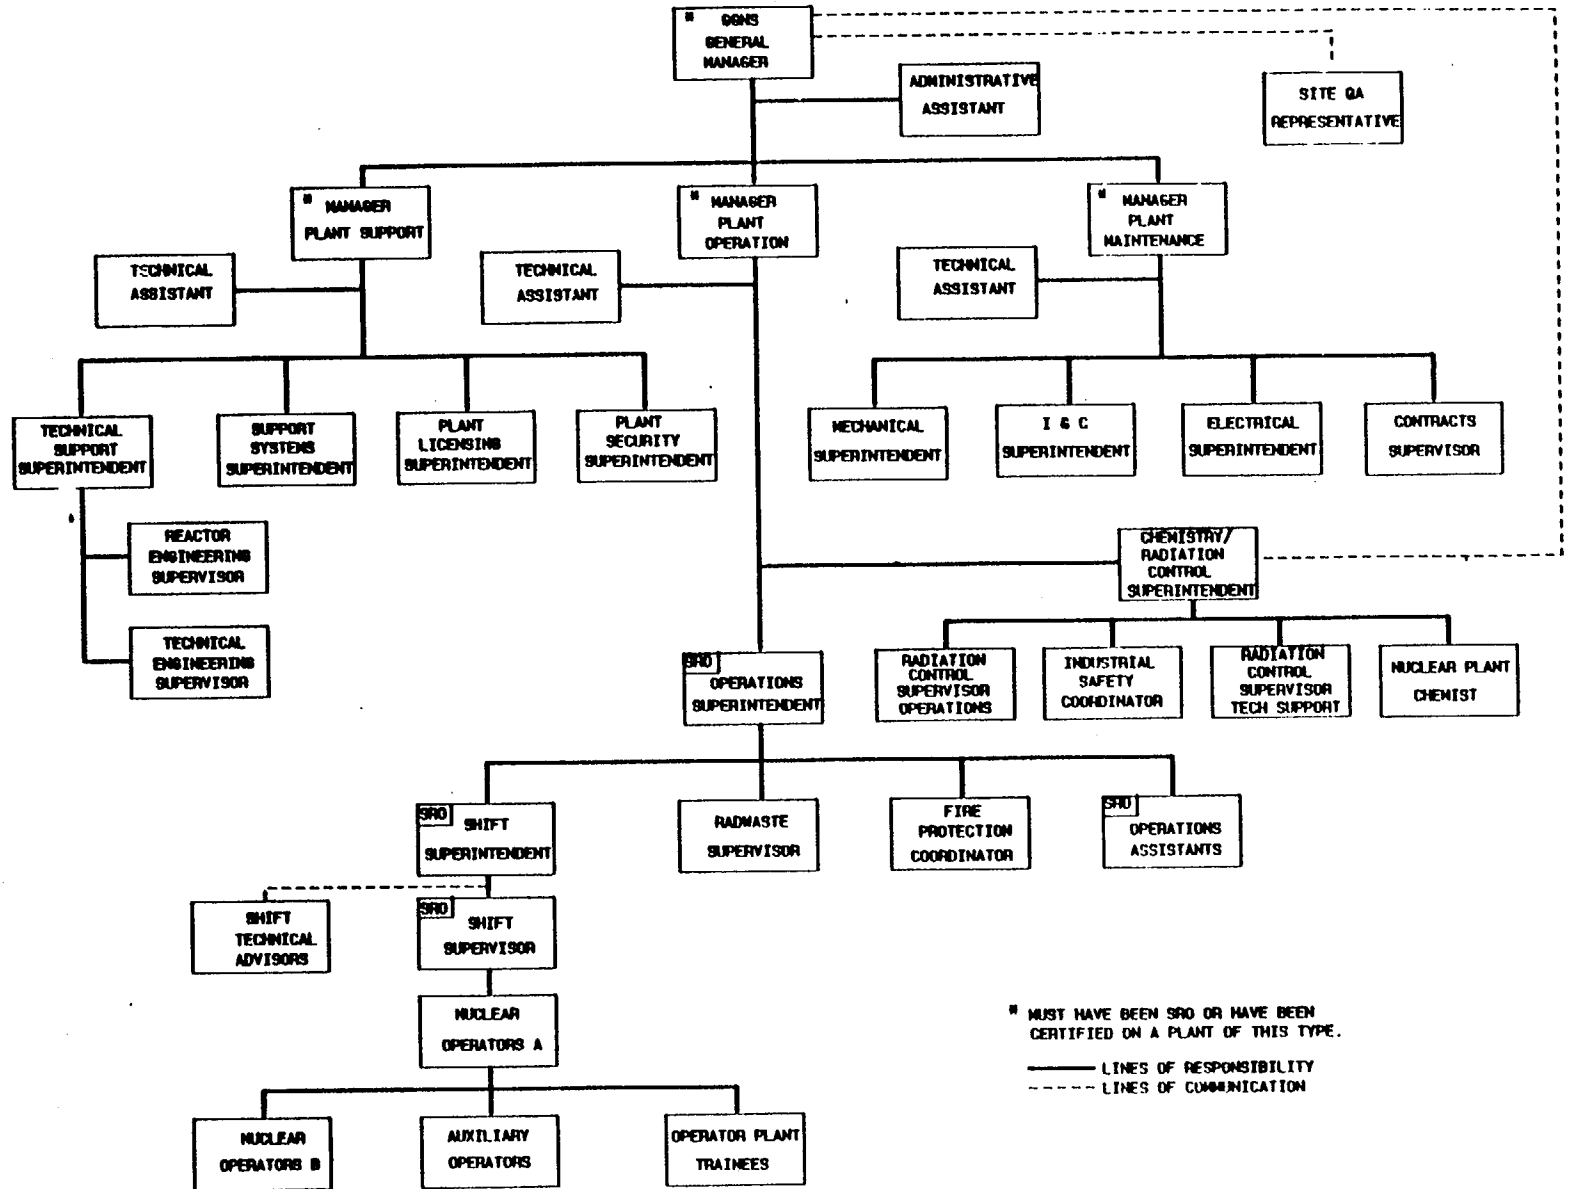 * GGNS
GENERAL
MANAGER
ADMINISTRATIVE
ASSISTANT
SITE QA
REPRESENTATIVE
* MANAGER
PLANT SUPPORT
* MANAGER
PLANT
OPERATION
* MANAGER
PLANT
MAINTENANCE
TECHNICAL
ASSISTANT
TECHNICAL
ASSISTANT
TECHNICAL
ASSISTANT
TECHNICAL
SUPPORT
SUPERINTENDENT
SUPPORT
SYSTEMS
SUPERINTENDENT
PLANT
LICENSING
SUPERINTENDENT
PLANT
SECURITY
SUPERINTENDENT
MECHANICAL
SUPERINTENDENT
I & C
SUPERINTENDENT
ELECTRICAL
SUPERINTENDENT
CONTRACTS
SUPERVISOR
REACTOR
ENGINEERING
SUPERVISOR
TECHNICAL
ENGINEERING
SUPERVISOR
CHEMISTRY/
RADIATION
CONTROL
SUPERINTENDENT
SRO
OPERATIONS
SUPERINTENDENT
RADIATION
CONTROL
SUPERVISOR
OPERATIONS
INDUSTRIAL
SAFETY
COORDINATOR
RADIATION
CONTROL
SUPERVISOR
TECH SUPPORT
NUCLEAR PLANT
CHEMIST
SRO
SHIFT
SUPERINTENDENT
RADWASTE
SUPERVISOR
FIRE
PROTECTION
COORDINATOR
SRO
OPERATIONS
ASSISTANTS
SHIFT
TECHNICAL
ADVISORS
SRO
SHIFT
SUPERVISOR
NUCLEAR
OPERATORS A
NUCLEAR
OPERATORS B
AUXILIARY
OPERATORS
OPERATOR PLANT
TRAINEES
* MUST HAVE BEEN SRO OR HAVE BEEN
CERTIFIED ON A PLANT OF THIS TYPE.
LINES OF RESPONSIBILITY
LINES OF COMMUNICATION